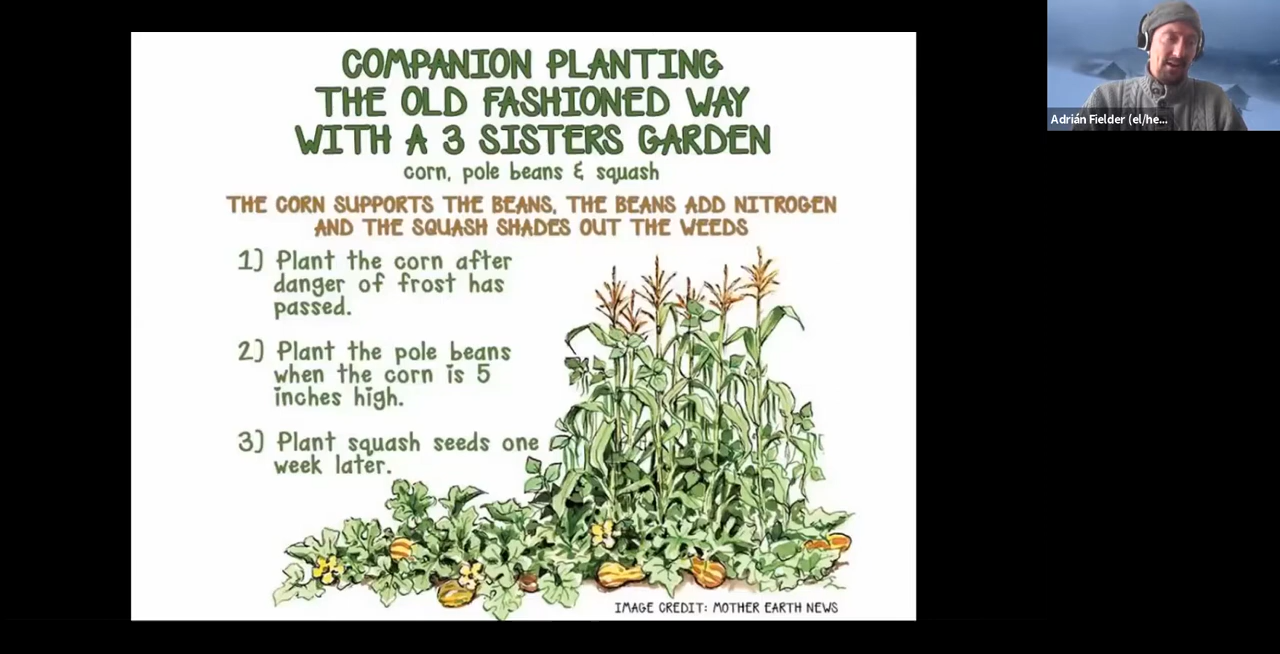 COMPANION PLANTING
THE OLD FASHIONED WAY
WITH A 3 SISTERS GARDEN
corn, pole beans & squash
THE CORN SUPPORTS THE BEANS, THE BEANS ADD NITROGEN
AND THE SQUASH SHADES OUT THE WEEDS
1) Plant the corn after
danger of frost has
passed.
2) Plant the pole beans
when the corn is 5
inches high.
3) Plant squash seeds one
week later.
IMAGE CREDIT: MOTHER EARTH NEWS
Adrián Fielder (el/he...